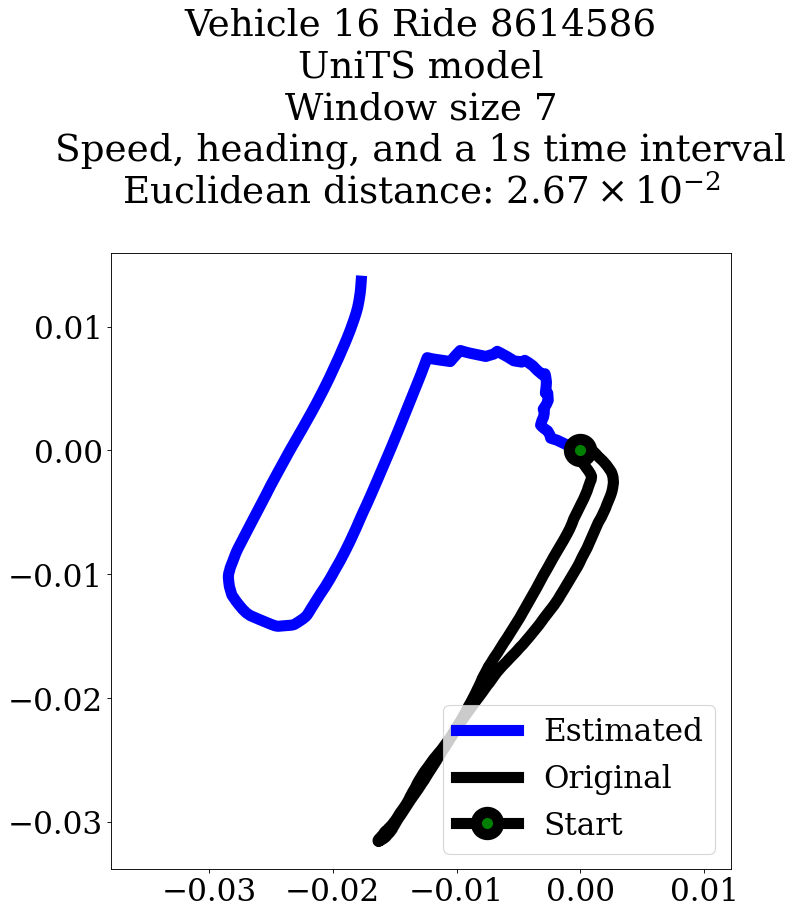 Vehicle 16 Ride 8614586
UniTS model
Window size 7
Speed, heading, and a 1s time interval
Euclidean distance: 2.67 × 10⁻²
0.01
0.00
−0.01
−0.02
−0.03
Estimated
Original
Start
−0.03 −0.02 −0.01 0.00 0.01